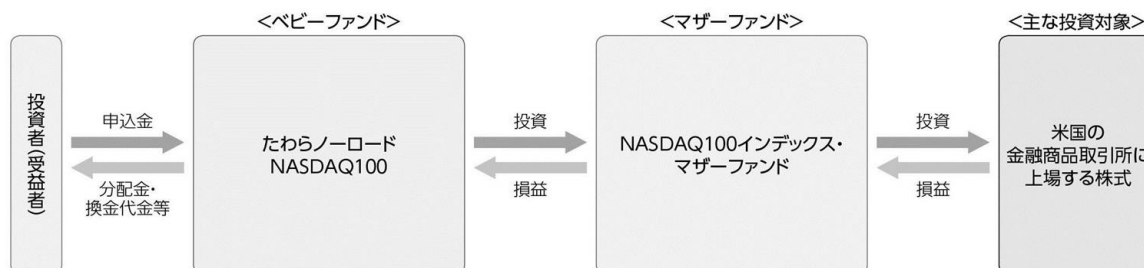 <ベビーファンド>
<マザーファンド>
<主な投資対象>
投資者(受益者)
申込金
分配金・
換金代金等
たわらノーロード
NASDAQ100
投資
損益
NASDAQ100インデックス・
マザーファンド
投資
損益
米国の
金融商品取引所に
上場する株式